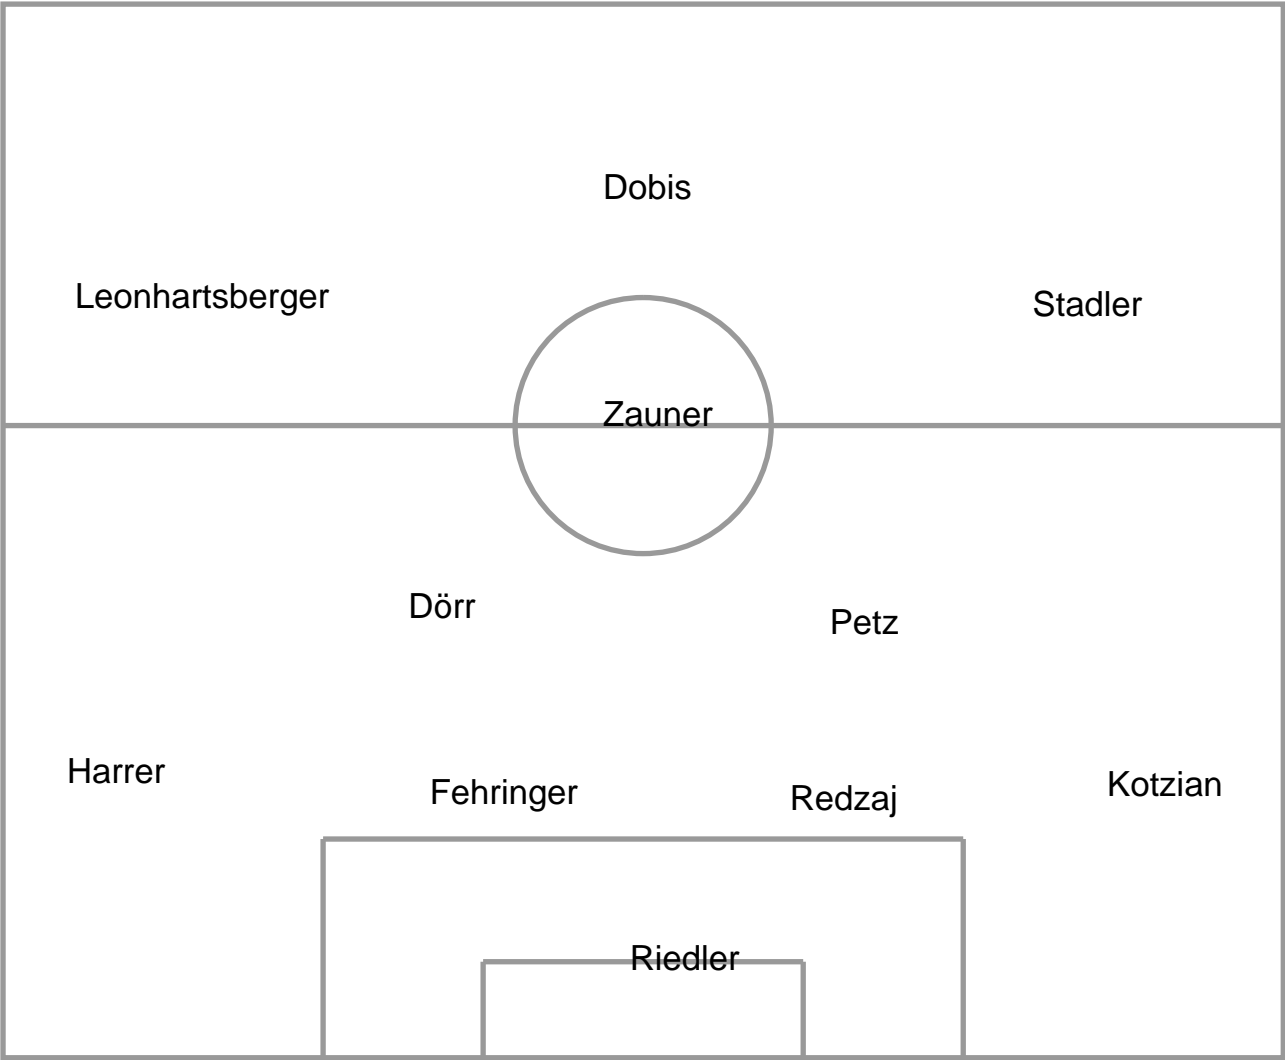 Dobis
Leonhartsberger
Stadler
Zauner
Dörr
Petz
Harrer
Fehringer
Redzaj
Kotzian
Riedler